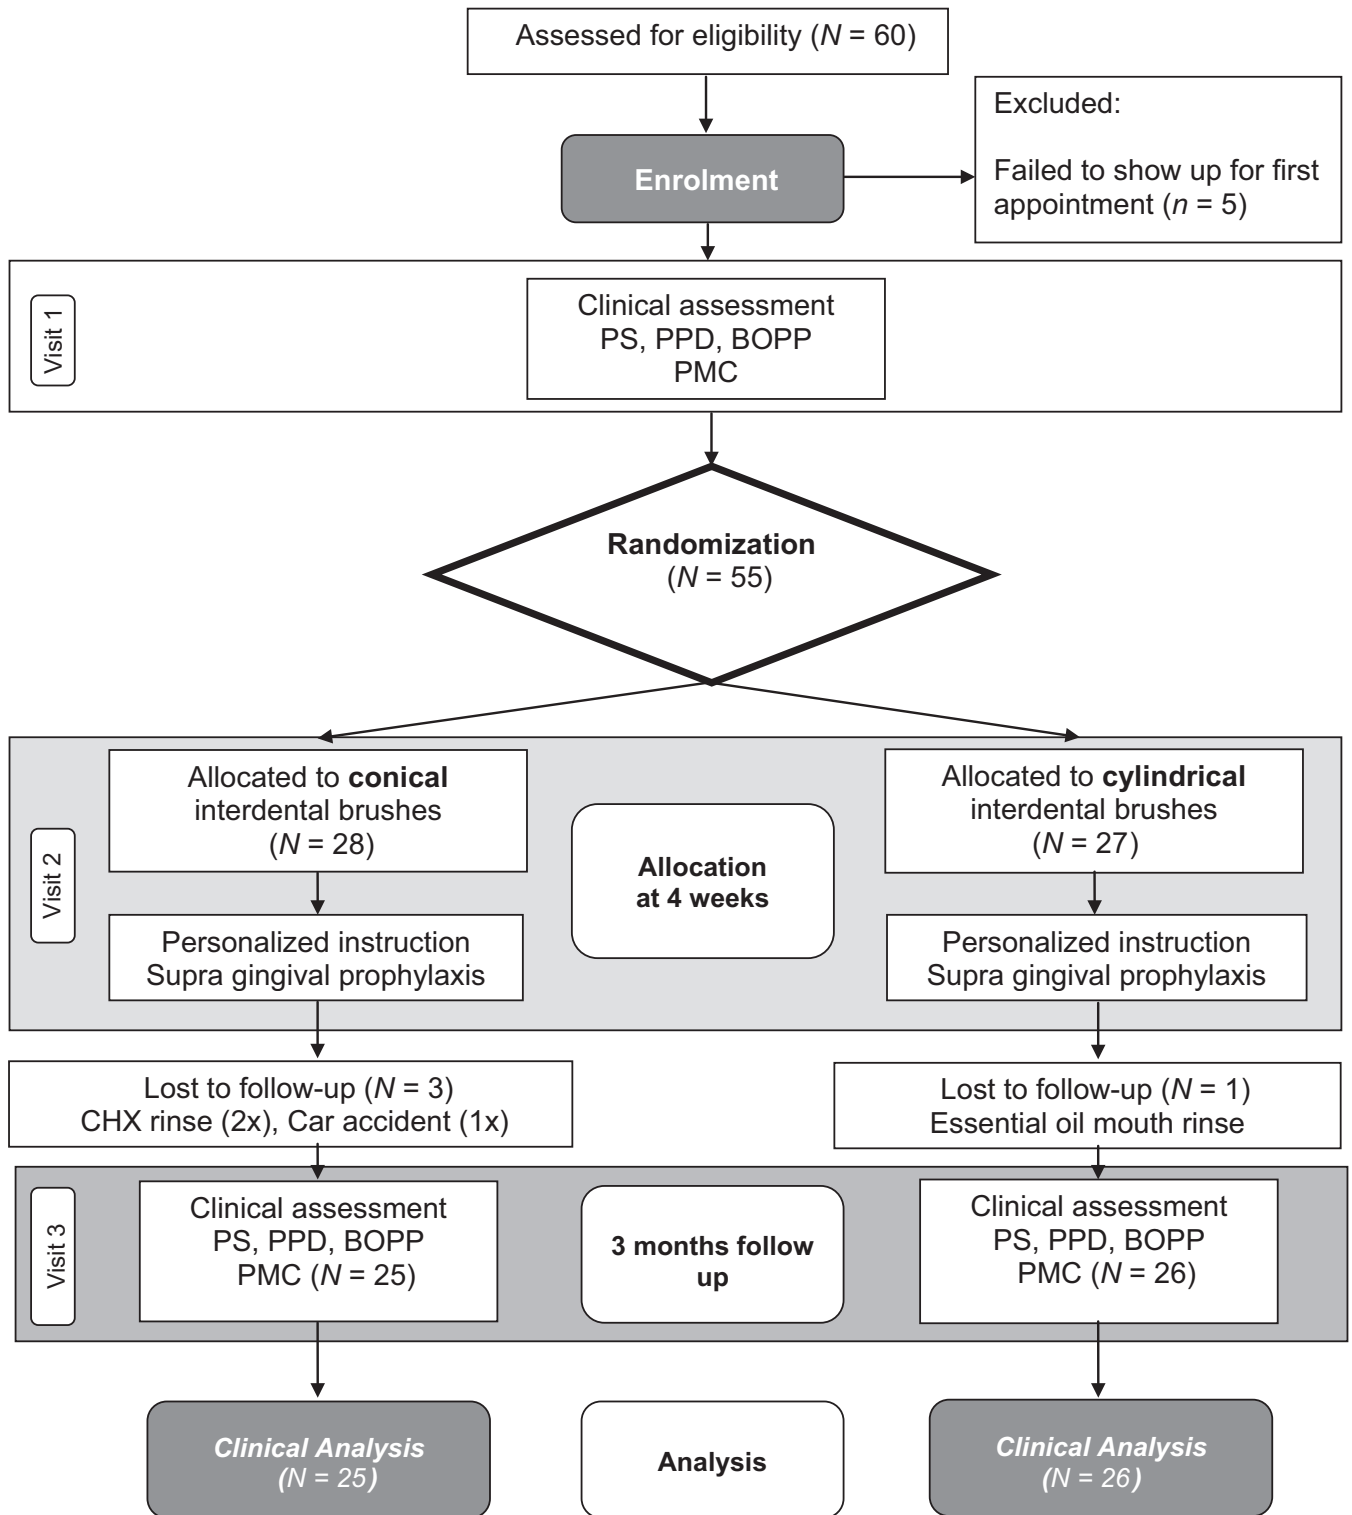 Assessed for eligibility (N = 60)
Enrolment
Excluded:
Failed to show up for first
appointment (n = 5)
Visit 1
Clinical assessment
PS, PPD, BOPP
PMC
Randomization
(N = 55)
Visit 2
Allocated to conical
interdental brushes
(N = 28)
Allocation
at 4 weeks
Allocated to cylindrical
interdental brushes
(N = 27)
Personalized instruction
Supra gingival prophylaxis
Personalized instruction
Supra gingival prophylaxis
Lost to follow-up (N = 3)
CHX rinse (2x), Car accident (1x)
Lost to follow-up (N = 1)
Essential oil mouth rinse
Visit 3
Clinical assessment
PS, PPD, BOPP
PMC (N = 25)
3 months follow
up
Clinical assessment
PS, PPD, BOPP
PMC (N = 26)
Clinical Analysis
(N = 25)
Analysis
Clinical Analysis
(N = 26)